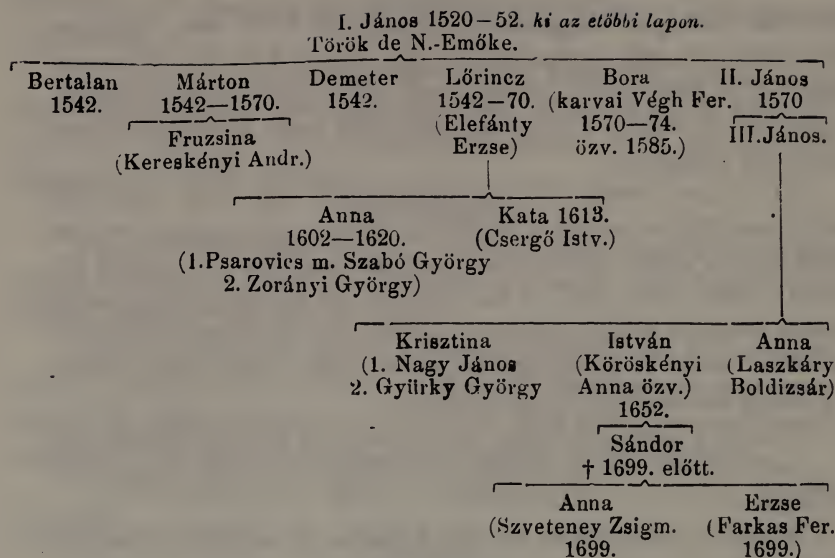 I. János 1520–52. ki az etőbbi lapon.
Török de N.-Emőke.
Bertalan Márton Demeter Lőrincz Bora II. János
1542. 1542—1570. 1542. 1542–70. (karvai Végh Fer. 1570
(Elefánty 1570—74. III.János.
Fruzsina Erzse) özv. 1585.)
(Kereskényi Andr.)
Anna Kata 1613.
1602—1620. (Csergő Istv.)
(1.Psarovics m. Szabó György
2. Zorányi György)
Krisztina István Anna
(1. Nagy János (Köröskényi (Laszkáry
2. Gyürky György Anna özv.) Boldizsár)
1652.
Sándor
† 1699. előtt.
Anna Erzse
(Szveteney Zsigm. (Farkas Fer.
1699. 1699.)